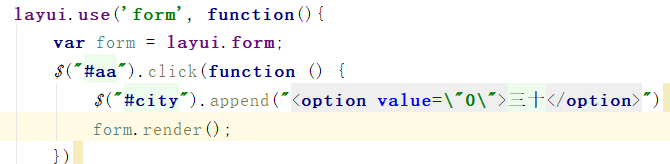 layui.use('form', function(){
var form = layui.form;
$("#aa").click(function () {
$("#city").append("<option value=\"0\">三十</option>")
form.render();
})